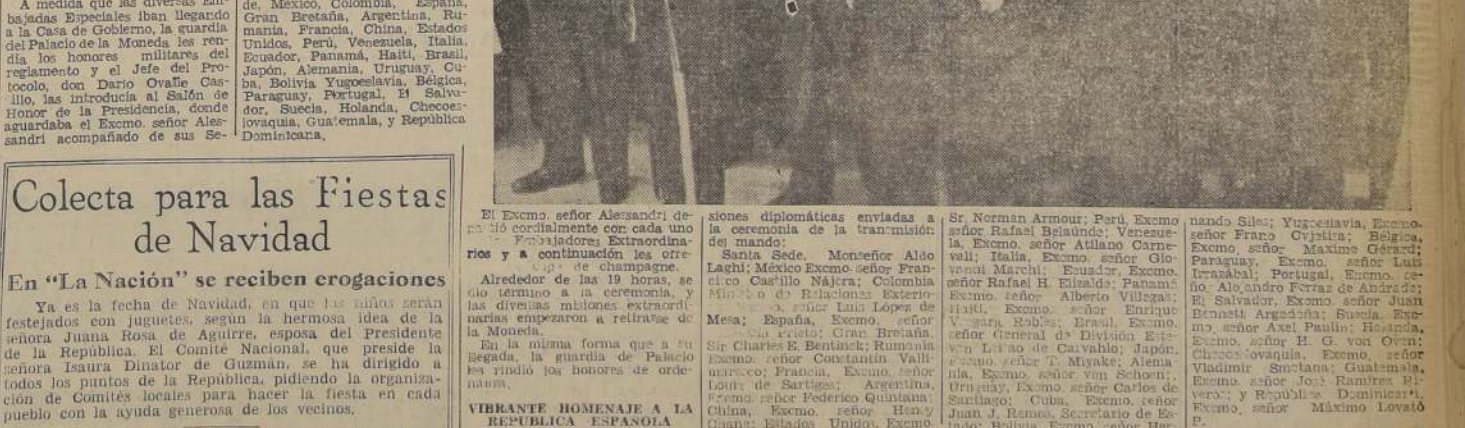 A medida que las diversas Em-
bajadas Especiales iban llegando
a la Casa de Gobierno, la guardia
del Palacio de la Moneda les ren-
día los honores militares del
reglamento y el Jefe del Pro-
tocolo, don Darío Ovalle Cas-
illo, las introducía al Salón de
Honor de la Presidencia, donde
aguardaba el Excmo. señor Ales-
sandri acompañado de sus Se-
de, México, Colombia, España,
Gran Bretaña, Argentina, Ru-
mania, Francia, China, Estados
Unidos, Perú, Venezuela, Italia,
Ecuador, Panamá, Haití, Brasil,
Japón, Alemania, Uruguay, Cu-
ba, Bolivia Yugoeslavia, Bélgica,
Paraguay, Portugal, El Salva-
dor, Suecia, Holanda, Checoes-
lovaquia, Guatemala, y República
Dominicana.
Colecta para las Fiestas
de Navidad
En "La Nación" se reciben erogaciones
Ya es la fecha de Navidad, en que los niños serán
festejados con juguetes, según la hermosa idea de la
señora Juana Rosa de Aguirre, esposa del Presidente
de la República. El Comité Nacional, que preside la
señora Isaura Dinator de Guzmán, se ha dirigido a
todos los puntos de la República, pidiendo la organiza-
ción de Comités locales para hacer la fiesta en cada
pueblo con la ayuda generosa de los vecinos.
El Excmo. señor Alessandri de-
cordialmente con cada uno
Embajadores Extraordina-
rios y a continuación les ofre-
de champagne.
Alrededor de las 19 horas, se
dio término a la ceremonia, y
las diversas misiones extraordi-
narias empezaron a retirarse de
la Moneda.
En la misma forma que a su
llegada, la guardia de Palacio
les rindió los honores de orde-
nanza.
VIBRANTE HOMENAJE A LA
REPUBLICA ESPAÑOLA
siones diplomáticas enviadas a
la ceremonia de la transmisión
del mando:
Santa Sede, Monseñor Aldo
Laghi; México Excmo. señor Fran-
cisco Castillo Nájera; Colombia
Ministro de Relaciones Exterio-
señor Luis López de
Mesa; España, Excmo. señor
Prieto; Gran Bretaña
Sir Charles E. Bentinck; Rumania
Excmo. señor Constantin Valli-
maresco; Francia, Excmo. señor
Louis de Sartiges; Argentina,
Excmo. señor Federico Quintana;
China, Excmo. señor Henry
Chang; Estados Unidos, Excmo.
Sr. Norman Armour; Perú, Excmo
señor Rafael Belaúnde; Venezue-
la, Excmo. señor Atilano Carne-
vali; Italia, Excmo. señor Gio-
vanni Marchi; Ecuador, Excmo.
señor Rafael H. Elizalde; Panamá
Excmo. señor Alberto Villegas;
Haití, Excmo. señor Enrique
Vergara Robles; Brasil, Excmo.
señor General de División Este-
van Leitao de Carvahlo; Japón,
Excmo. señor T. Miyake; Alema
nia, Excmo. señor von Schoen;
Uruguay, Excmo. señor Carlos de
Santiago; Cuba, Excmo. señor
Juan J. Remos, Secretario de Es-
tado; Bolivia, Excmo. señor Her-
nando Siles; Yugoeslavia, Excmo.
señor Frano Cvjetisa; Bélgica,
Excmo. señor Maxime Gérard;
Paraguay, Excmo. señor Luis
Irrazábal; Portugal, Excmo. se-
ñor Alejandro Ferraz de Andrade;
El Salvador, Excmo. señor Juan
Bennett Argadoña; Suecia, Exc-
mo. señor Axel Paulin; Holanda,
Excmo. señor H. G. von Oven;
Checoeslovaquia, Excmo. señor
Vladimir Smetana; Guatemala,
Excmo. señor José Ramírez Ri-
vero; y República Dominicana,
Excmo. señor Máximo Lovató
P.